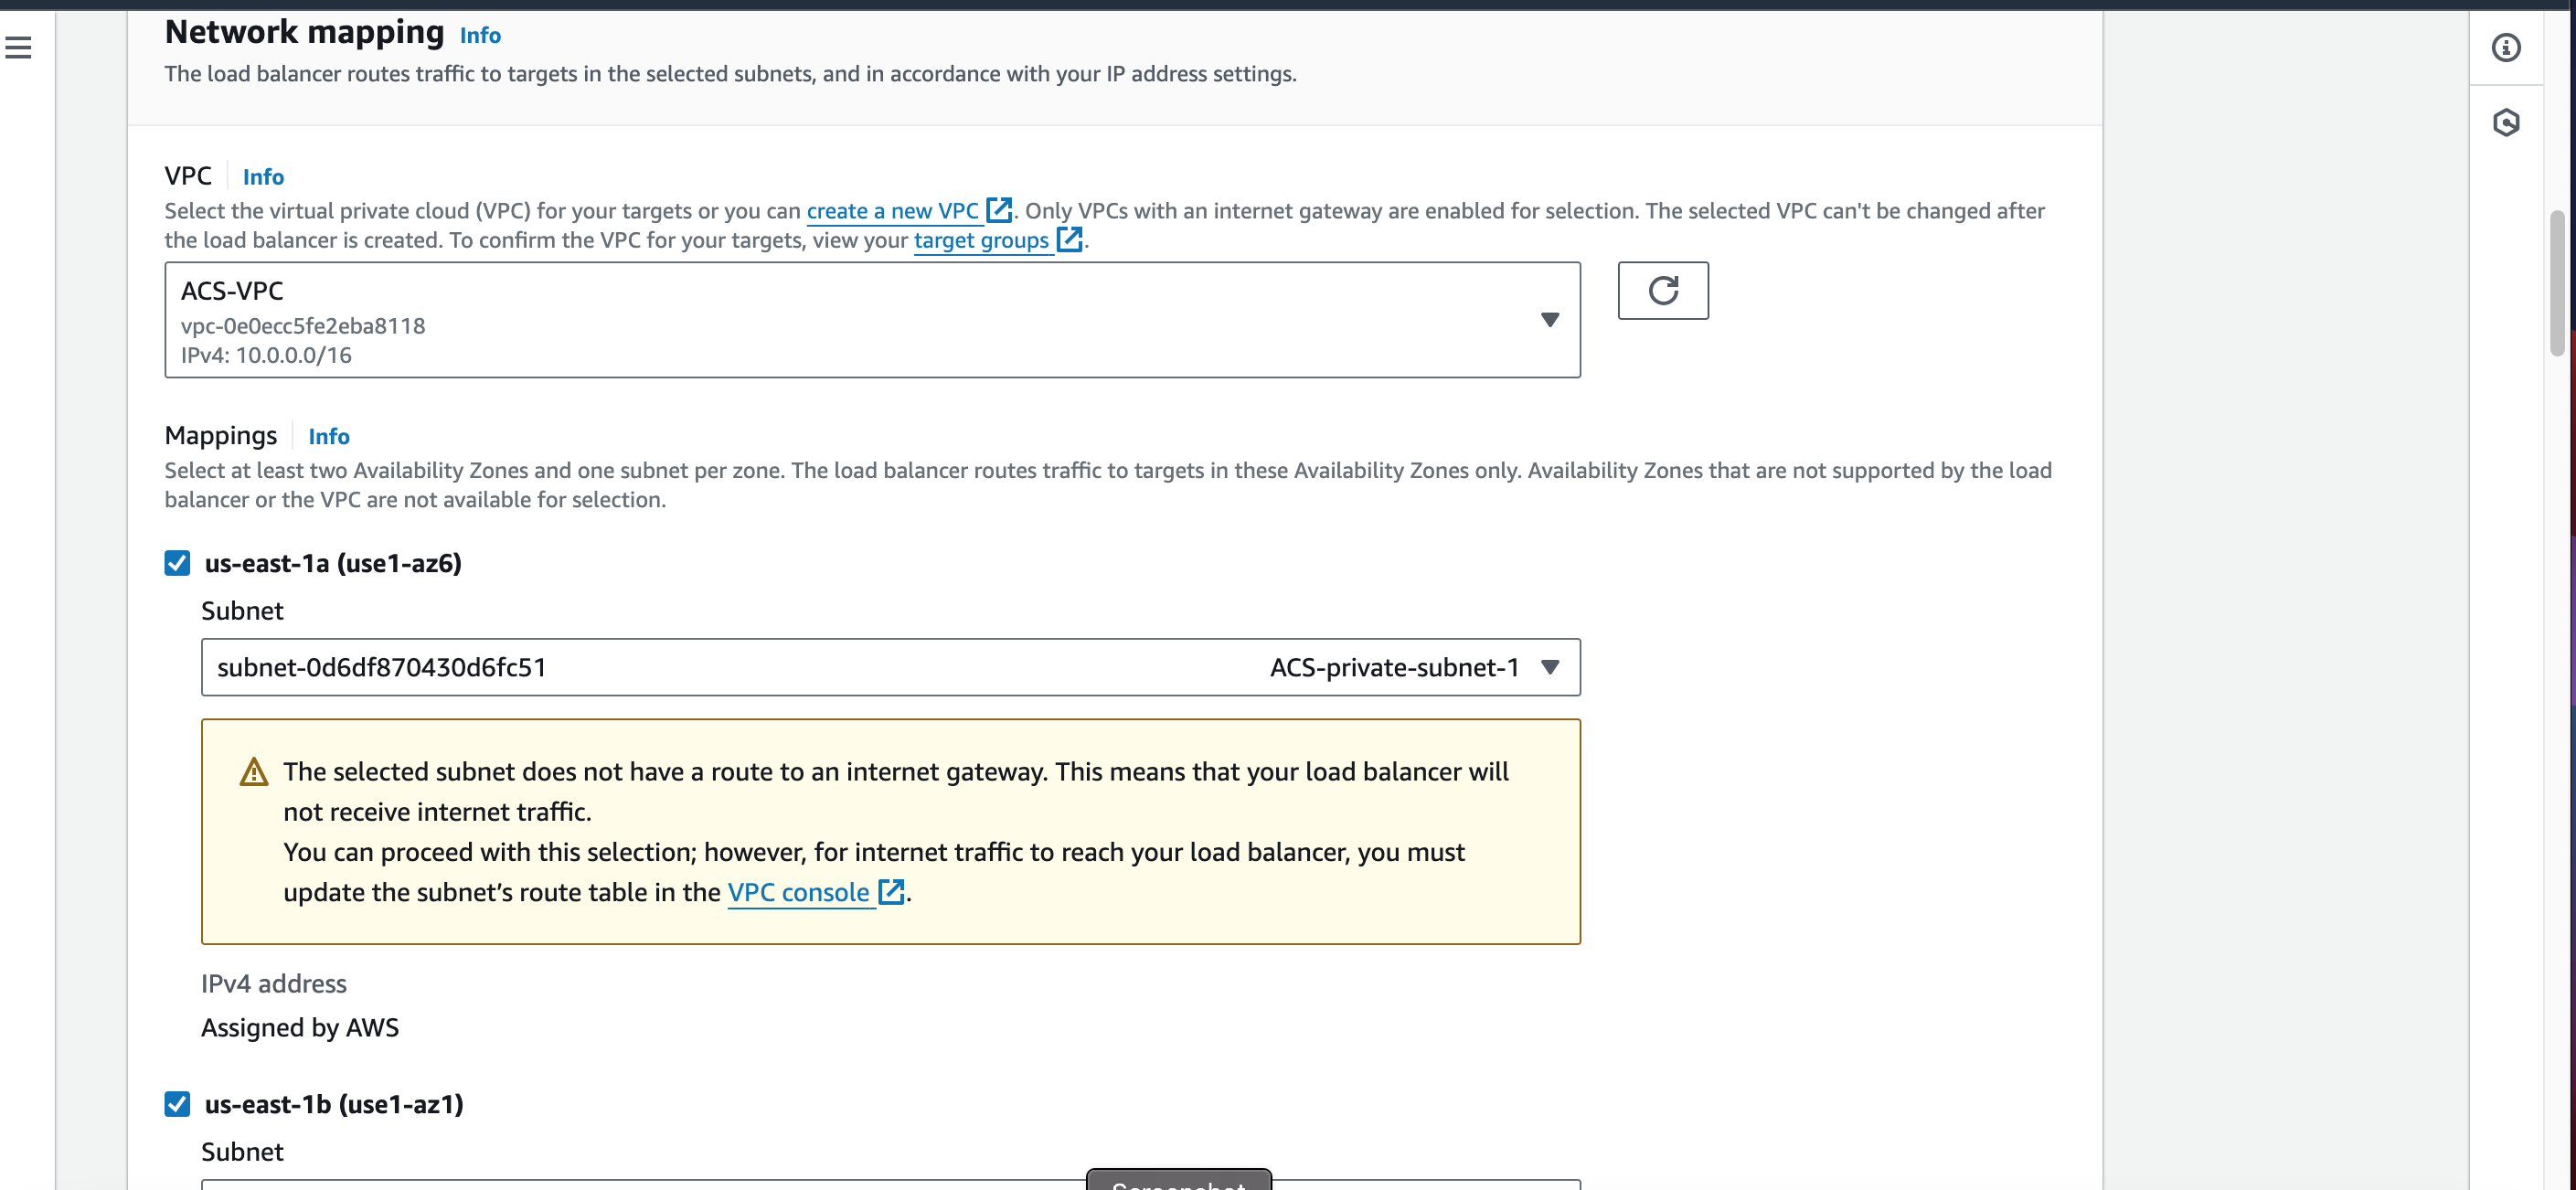 Network mapping Info
The load balancer routes traffic to targets in the selected subnets, and in accordance with your IP address settings.
VPC Info
Select the virtual private cloud (VPC) for your targets or you can create a new VPC. Only VPCs with an internet gateway are enabled for selection. The selected VPC can't be changed after
the load balancer is created. To confirm the VPC for your targets, view your target groups.
ACS-VPC
vpc-0e0ecc5fe2eba8118
IPv4: 10.0.0.0/16
Mappings Info
Select at least two Availability Zones and one subnet per zone. The load balancer routes traffic to targets in these Availability Zones only. Availability Zones that are not supported by the load
balancer or the VPC are not available for selection.
us-east-1a (use1-az6)
Subnet
subnet-0d6df870430d6fc51 ACS-private-subnet-1
The selected subnet does not have a route to an internet gateway. This means that your load balancer will
not receive internet traffic.
You can proceed with this selection; however, for internet traffic to reach your load balancer, you must
update the subnet’s route table in the VPC console.
IPv4 address
Assigned by AWS
us-east-1b (use1-az1)
Subnet
Screenshot